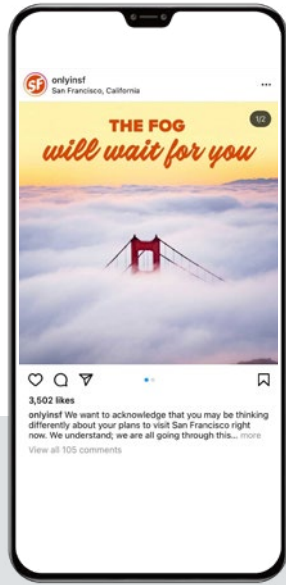 SF
onlyinsf
San Francisco, California
1/2
THE FOG
will wait for you
3,502 likes
onlyinsf We want to acknowledge that you may be thinking
differently about your plans to visit San Francisco right
now. We understand; we are all going through this... more
View all 105 comments